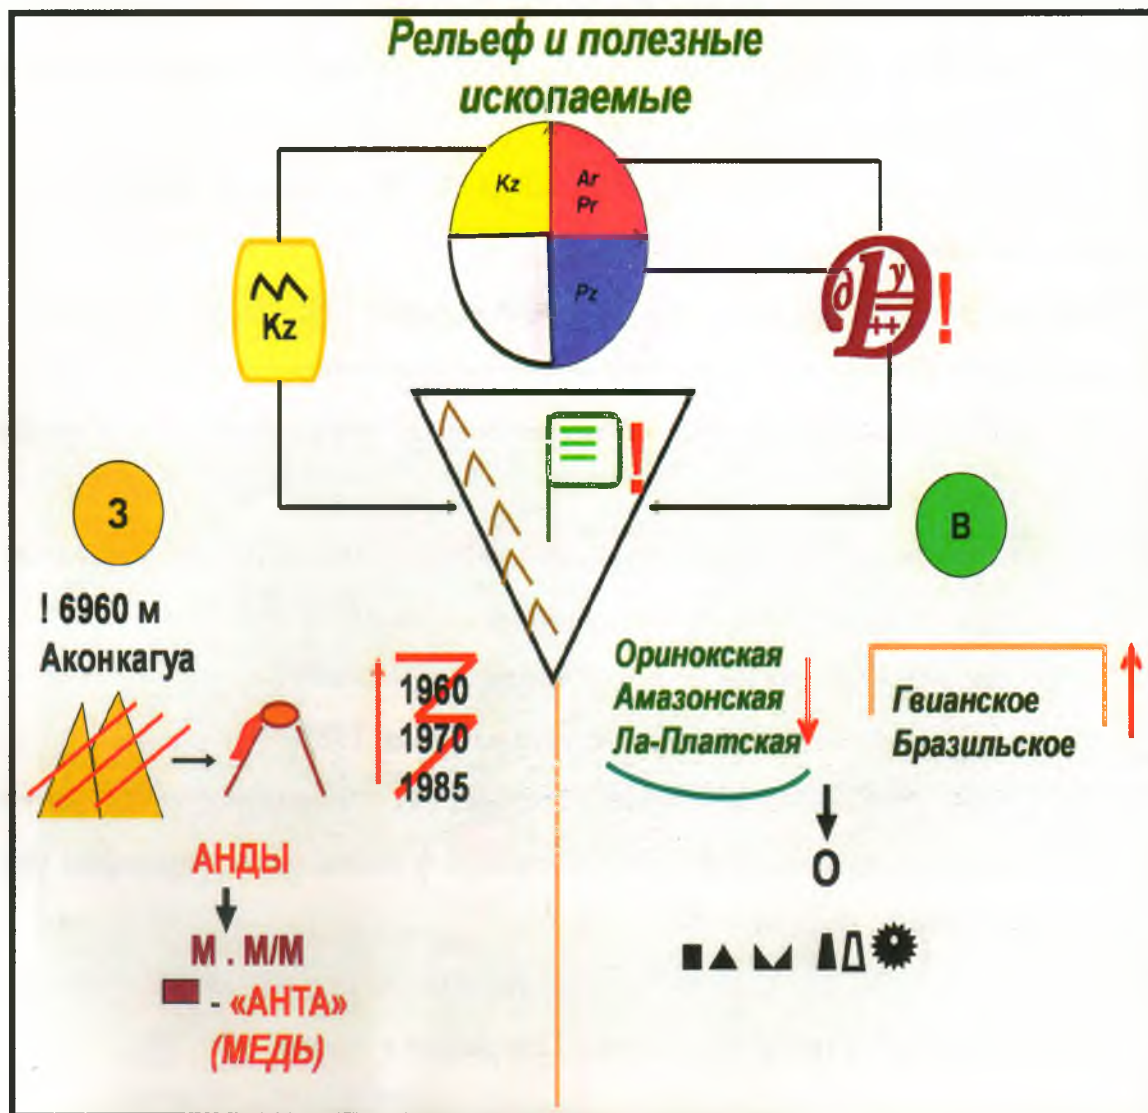 Рельеф и полезные
ископаемые
Kz
Ar
Pr
Pz
Kz
д
у
++
!
!
З
В
! 6960 м
Аконкагуа
1960
1970
1985
Оринокская
Амазонская
Ла-Платская
Гвианское
Бразильское
АНДЫ
О
М . М/М
- «АНТА»
(МЕДЬ)